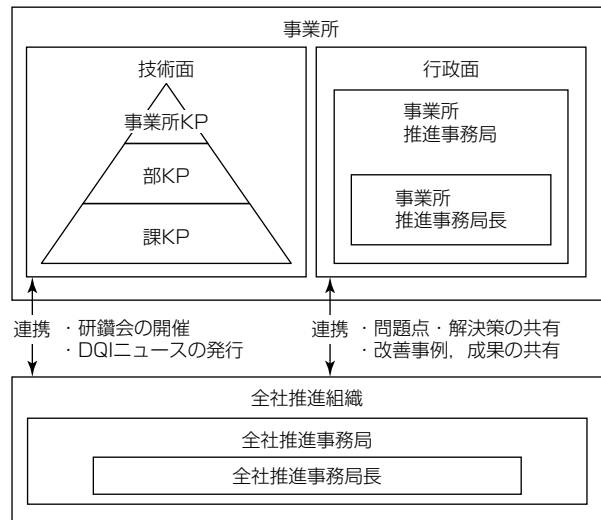 事業所
技術面
事業所KP
部KP
課KP
行政面
事業所
推進事務局
事業所
推進事務局長
連携
・研鑽会の開催
・DQIニュースの発行
連携
・問題点・解決策の共有
・改善事例，成果の共有
全社推進組織
全社推進事務局
全社推進事務局長